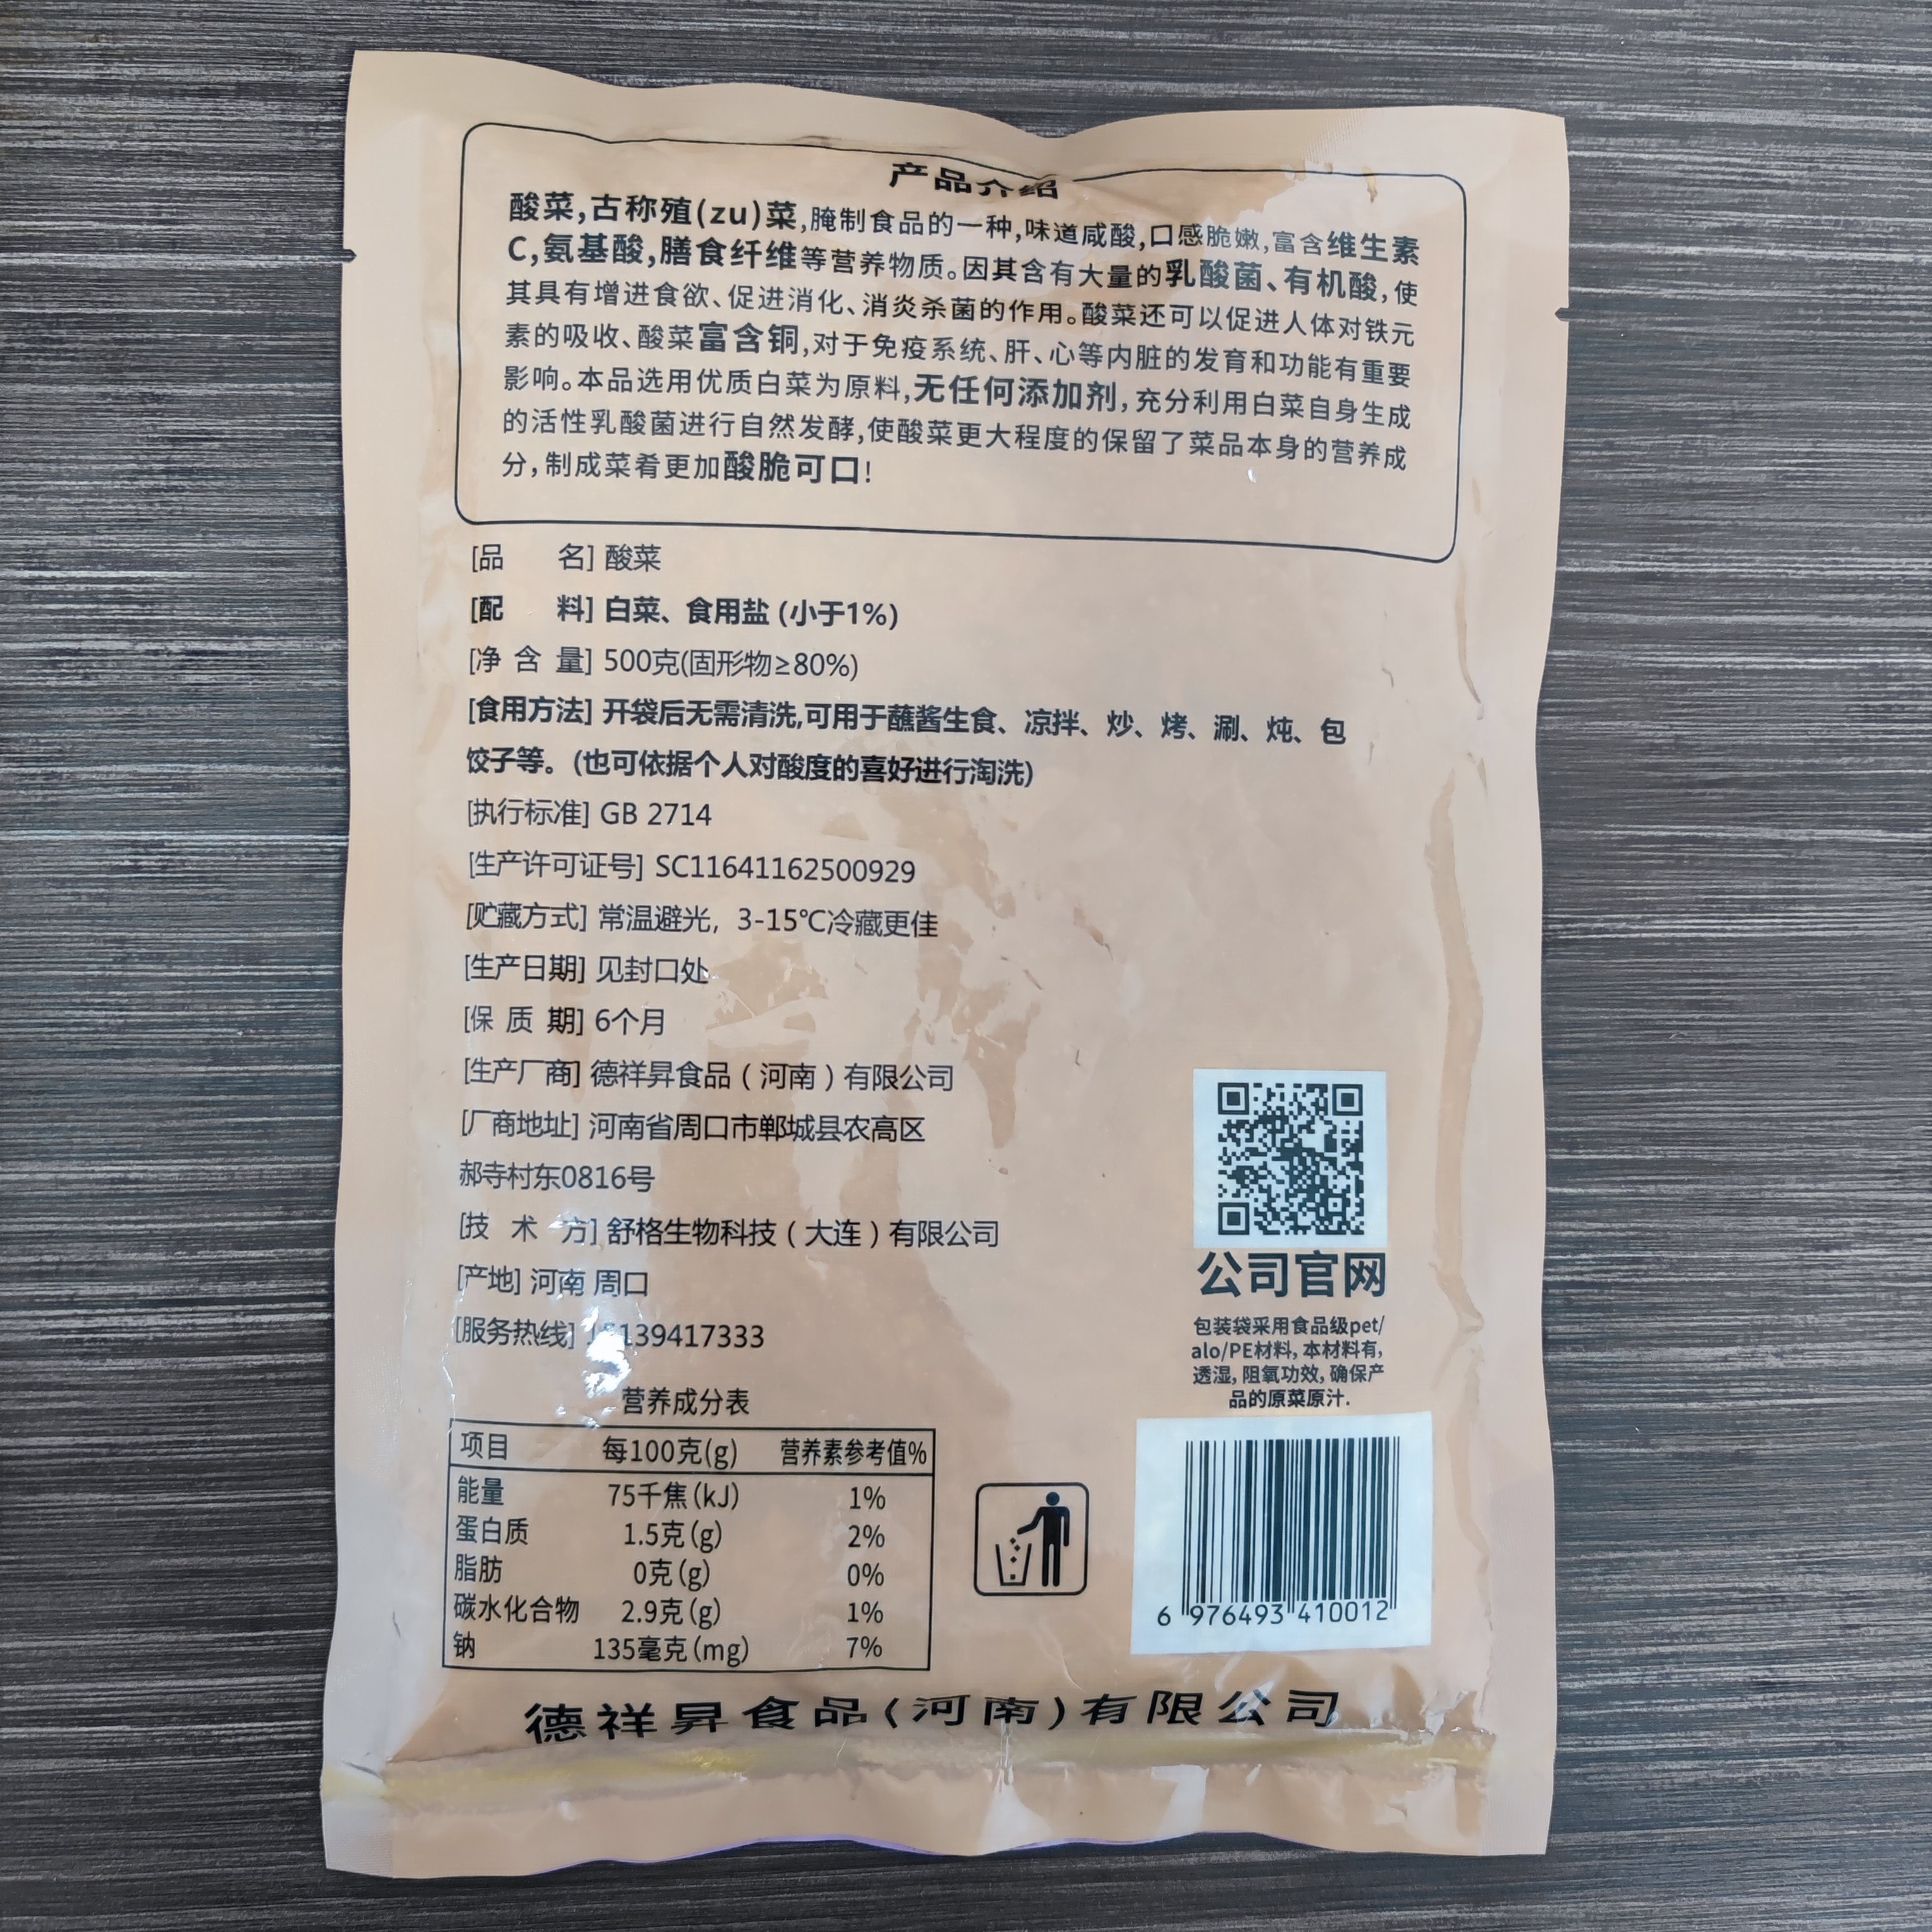 产品介绍
酸菜,古称殖(zu)菜,腌制食品的一种,味道咸酸,口感脆嫩,富含维生素
C,氨基酸,膳食纤维等营养物质。因其含有大量的乳酸菌、有机酸,使
其具有增进食欲、促进消化、消炎杀菌的作用。酸菜还可以促进人体对铁元
素的吸收、酸菜富含铜,对于免疫系统、肝、心等内脏的发育和功能有重要
影响。本品选用优质白菜为原料,无任何添加剂,充分利用白菜自身生成
的活性乳酸菌进行自然发酵,使酸菜更大程度的保留了菜品本身的营养成
分,制成菜肴更加酸脆可口!
[品 名] 酸菜
[配 料] 白菜、食用盐 (小于1%)
[净 含 量] 500克(固形物≥80%)
[食用方法] 开袋后无需清洗,可用于蘸酱生食、凉拌、炒、烤、涮、炖、包
饺子等。(也可依据个人对酸度的喜好进行淘洗)
[执行标准] GB 2714
[生产许可证号] SC11641162500929
[贮藏方式] 常温避光，3-15℃冷藏更佳
[生产日期] 见封口处
[保 质 期] 6个月
[生产厂商] 德祥昇食品（河南）有限公司
[厂商地址] 河南省周口市郸城县农高区
郝寺村东0816号
[技 术 方] 舒格生物科技（大连）有限公司
[产地] 河南 周口
[服务热线]
公司官网
包装袋采用食品级pet/
alo/PE材料,本材料有,
透湿,阻氧功效,确保产
品的原菜原汁.
营养成分表
项目 每100克(g) 营养素参考值%
能量 75千焦(kJ) 1%
蛋白质 1.5克(g) 2%
脂肪 0克(g) 0%
碳水化合物 2.9克(g) 1%
钠 135毫克(mg) 7%
6 976493 410012
德祥昇食品(河南)有限公司